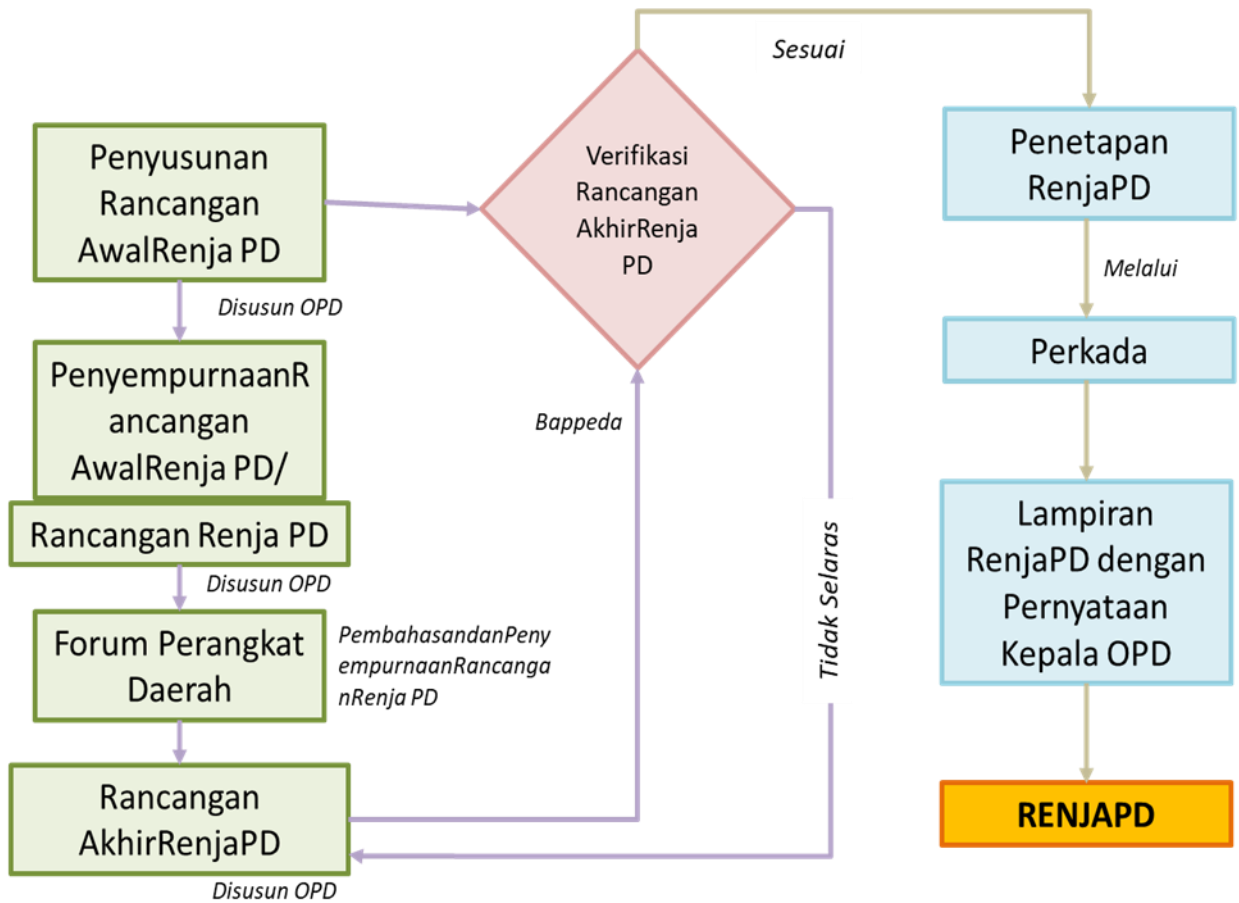 Penyusunan
Rancangan
AwalRenja PD
Disusun OPD
PenyempurnaanR
ancangan
AwalRenja PD/
Rancangan Renja PD
Disusun OPD
Forum Perangkat
Daerah
PembahasandanPeny
empurnaanRancanga
nRenja PD
Rancangan
AkhirRenjaPD
Disusun OPD
Verifikasi
Rancangan
AkhirRenja
PD
Bappeda
Tidak Selaras
Sesuai
Penetapan
RenjaPD
Melalui
Perkada
Lampiran
RenjaPD dengan
Pernyataan
Kepala OPD
RENJAPD